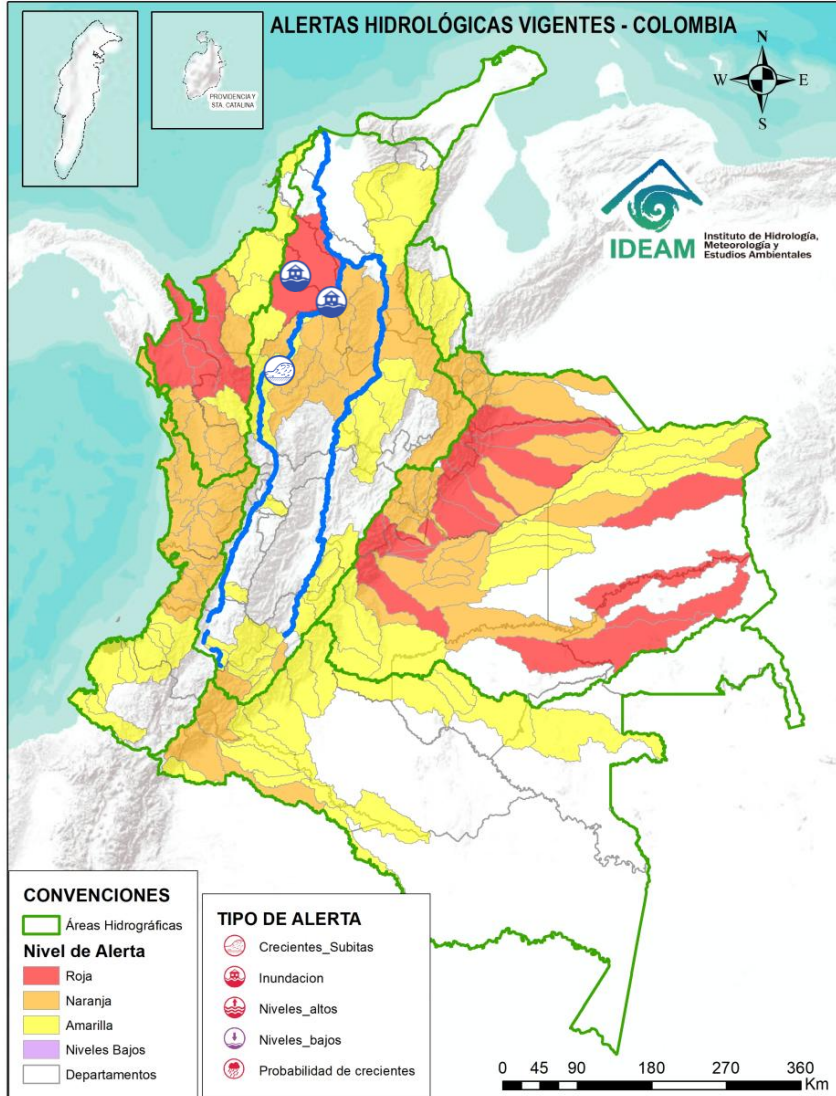 ALERTAS HIDROLÓGICAS VIGENTES - COLOMBIA
PROVIDENCIA Y
STA. CATALINA
N
W
E
S
IDEAM
Instituto de Hidrología,
Meteorología y
Estudios Ambientales
CONVENCIONES
Áreas Hidrográficas
Nivel de Alerta
Roja
Naranja
Amarilla
Niveles Bajos
Departamentos
TIPO DE ALERTA
Crecientes_Subitas
Inundacion
Niveles_altos
Niveles_bajos
Probabilidad de crecientes
0 45 90 180 270 360
Km